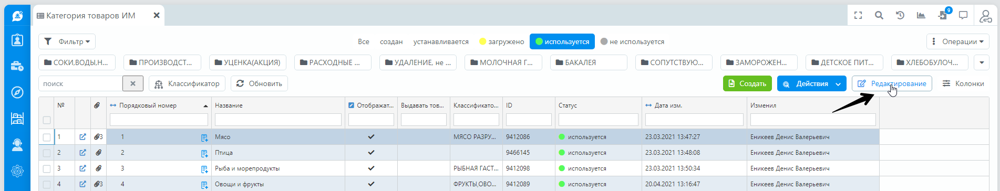 Категория товаров ИМ
9
Фильтр Все создан устанавливается загружено используется не используется Операции
СОКИ,ВОДЫ,Н... ПРОИЗВОДСТ... УЦЕНКА(АКЦИЯ) РАСХОДНЫЕ ... УДАЛЕНИЕ, не ... МОЛОЧНАЯ Г... БАКАЛЕЯ СОПУТСТВУЮ... ЗАМОРОЖЕН... ДЕТСКОЕ ПИТ... ХЛЕБОБУЛОЧ...
поиск Классификатор Обновить Создать Действия Редактирование Колонки
№ Порядковый номер Название Отображат... Выдавать тов... Классификато... ID Статус Дата изм. Изменил
1 3 1 Мясо МЯСО РАЗРУ... 9412086 используется 23.03.2021 13:47:27 Еникеев Денис Валерьевич
2 2 Птица 9466145 используется 23.03.2021 13:48:08 Еникеев Денис Валерьевич
3 3 Рыба и морепродукты РЫБНАЯ ГАСТ... 9412098 используется 23.03.2021 13:50:34 Еникеев Денис Валерьевич
4 3 4 Овощи и фрукты ФРУКТЫ,ОВО... 9412089 используется 20.04.2021 13:16:47 Еникеев Денис Валерьевич